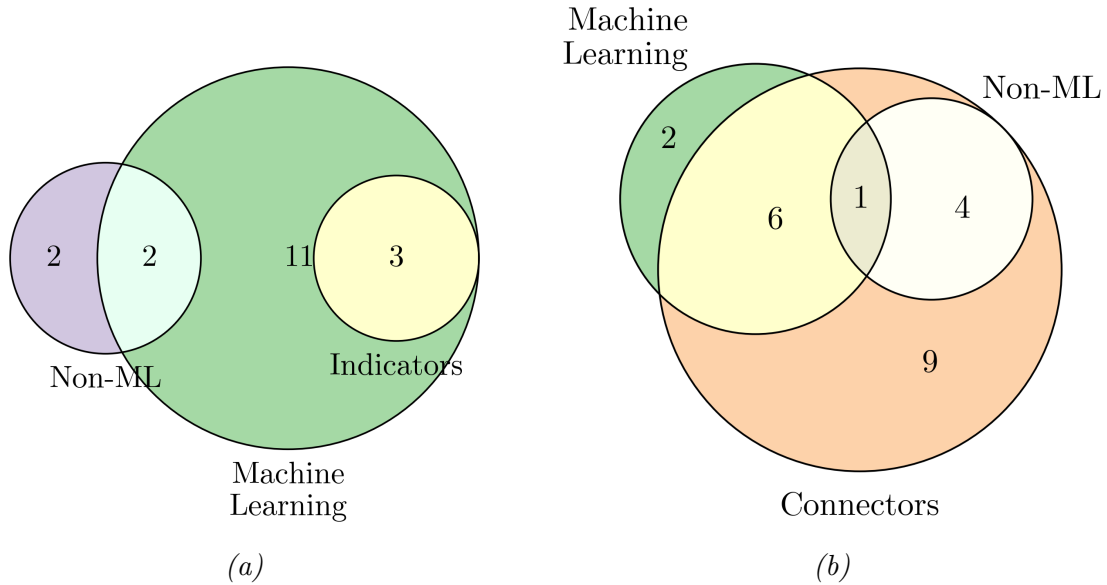 2
2
11
3
Non-ML
Indicators
Machine
Learning
(a)
Machine
Learning
Non-ML
2
6
1
4
9
Connectors
(b)